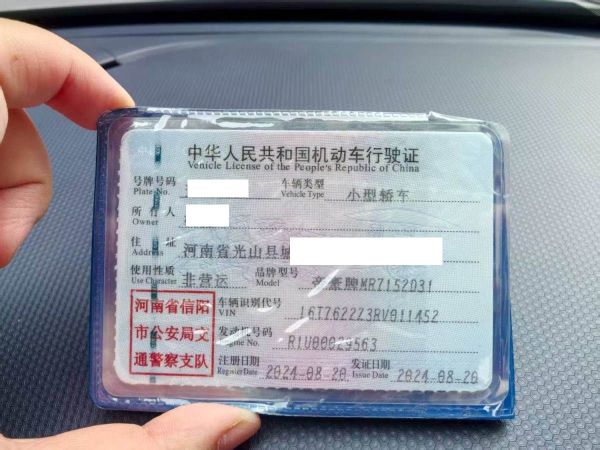 中华人民共和国机动车行驶证
Vehicle License of the People's Republic of China
号牌号码 车辆类型 小型轿车
Plate No. Vehicle Type
所有人
Owner
住址 河南省光山县城
Address
使用性质 非营运 品牌型号 帝豪牌MR7152D31
Use Character Model
河南省信阳 车辆识别代号 L6T7622Z3RV011452
VIN
市公安局交 发动机号码 R1U00029563
Engine No.
通警察支队 注册日期 2024-08-20 发证日期 2024-08-20
Register Date Issue Date